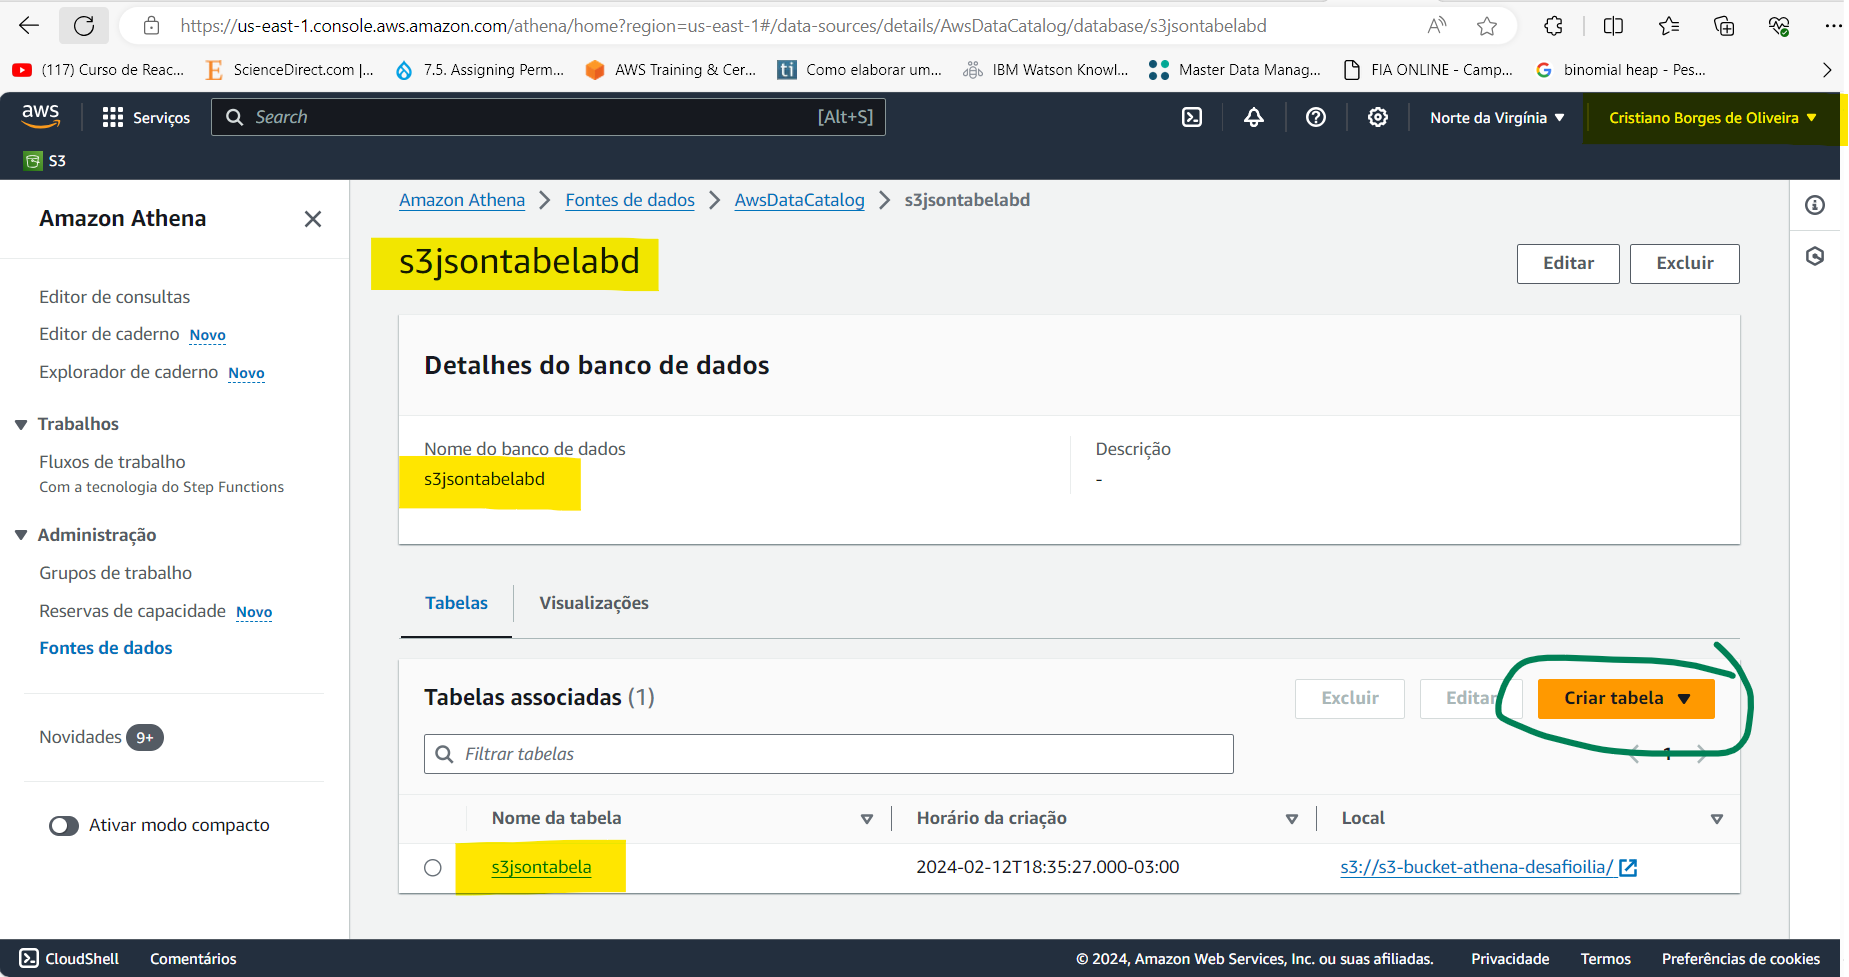 https://us-east-1.console.aws.amazon.com/athena/home?region=us-east-1#/data-sources/details/AwsDataCatalog/database/s3jsontabelabd
(117) Curso de Reac...
ScienceDirect.com |...
7.5. Assigning Perm...
AWS Training & Cer...
Como elaborar um...
IBM Watson Knowl...
Master Data Manag...
FIA ONLINE - Camp...
binomial heap - Pes...
aws
Serviços
Search
[Alt+S]
Norte da Virgínia
Cristiano Borges de Oliveira
S3
Amazon Athena
Editor de consultas
Editor de caderno Novo
Explorador de caderno Novo
Trabalhos
Fluxos de trabalho
Com a tecnologia do Step Functions
Administração
Grupos de trabalho
Reservas de capacidade Novo
Fontes de dados
Novidades 9+
Ativar modo compacto
Amazon Athena > Fontes de dados > AwsDataCatalog > s3jsontabelabd
s3jsontabelabd
Editar
Excluir
Detalhes do banco de dados
Nome do banco de dados
s3jsontabelabd
Descrição
-
Tabelas
Visualizações
Tabelas associadas (1)
Excluir
Editar
Criar tabela
Filtrar tabelas
1
Nome da tabela
Horário da criação
Local
s3jsontabela
2024-02-12T18:35:27.000-03:00
s3://s3-bucket-athena-desafioilia/
CloudShell
Comentários
© 2024, Amazon Web Services, Inc. ou suas afiliadas.
Privacidade
Termos
Preferências de cookies